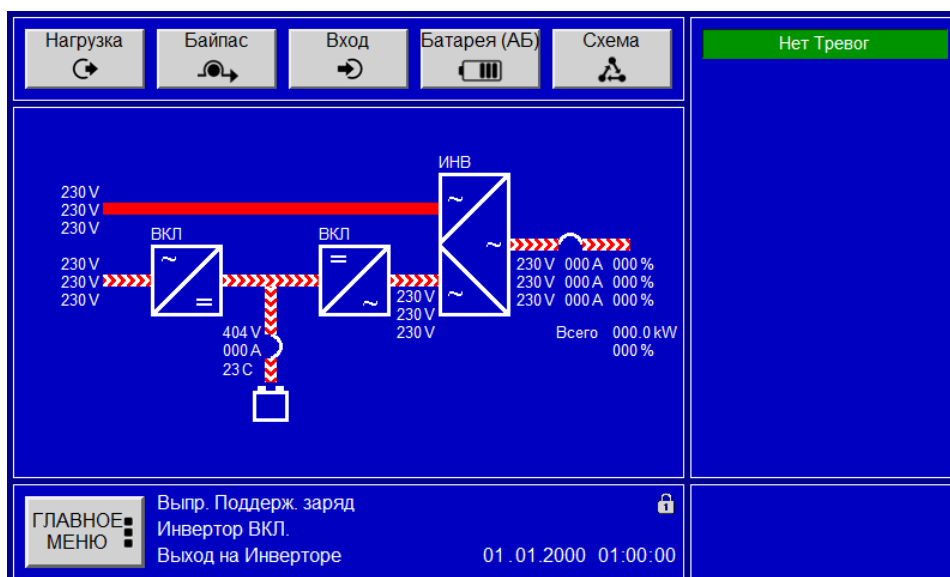 Нагрузка
Байпас
Вход
Батарея (АБ)
Схема
Нет Тревог
ИНВ
230 V
230 V
230 V
ВКЛ
ВКЛ
230 V
230 V
230 V
230 V 000 A 000 %
230 V 000 A 000 %
230 V 000 A 000 %
230 V
230 V
230 V
Всего 000.0 kW
000 %
404 V
000 A
23 C
ГЛАВНОЕ
МЕНЮ
Выпр. Поддерж. заряд
Инвертор ВКЛ.
Выход на Инверторе
01.01.2000 01:00:00